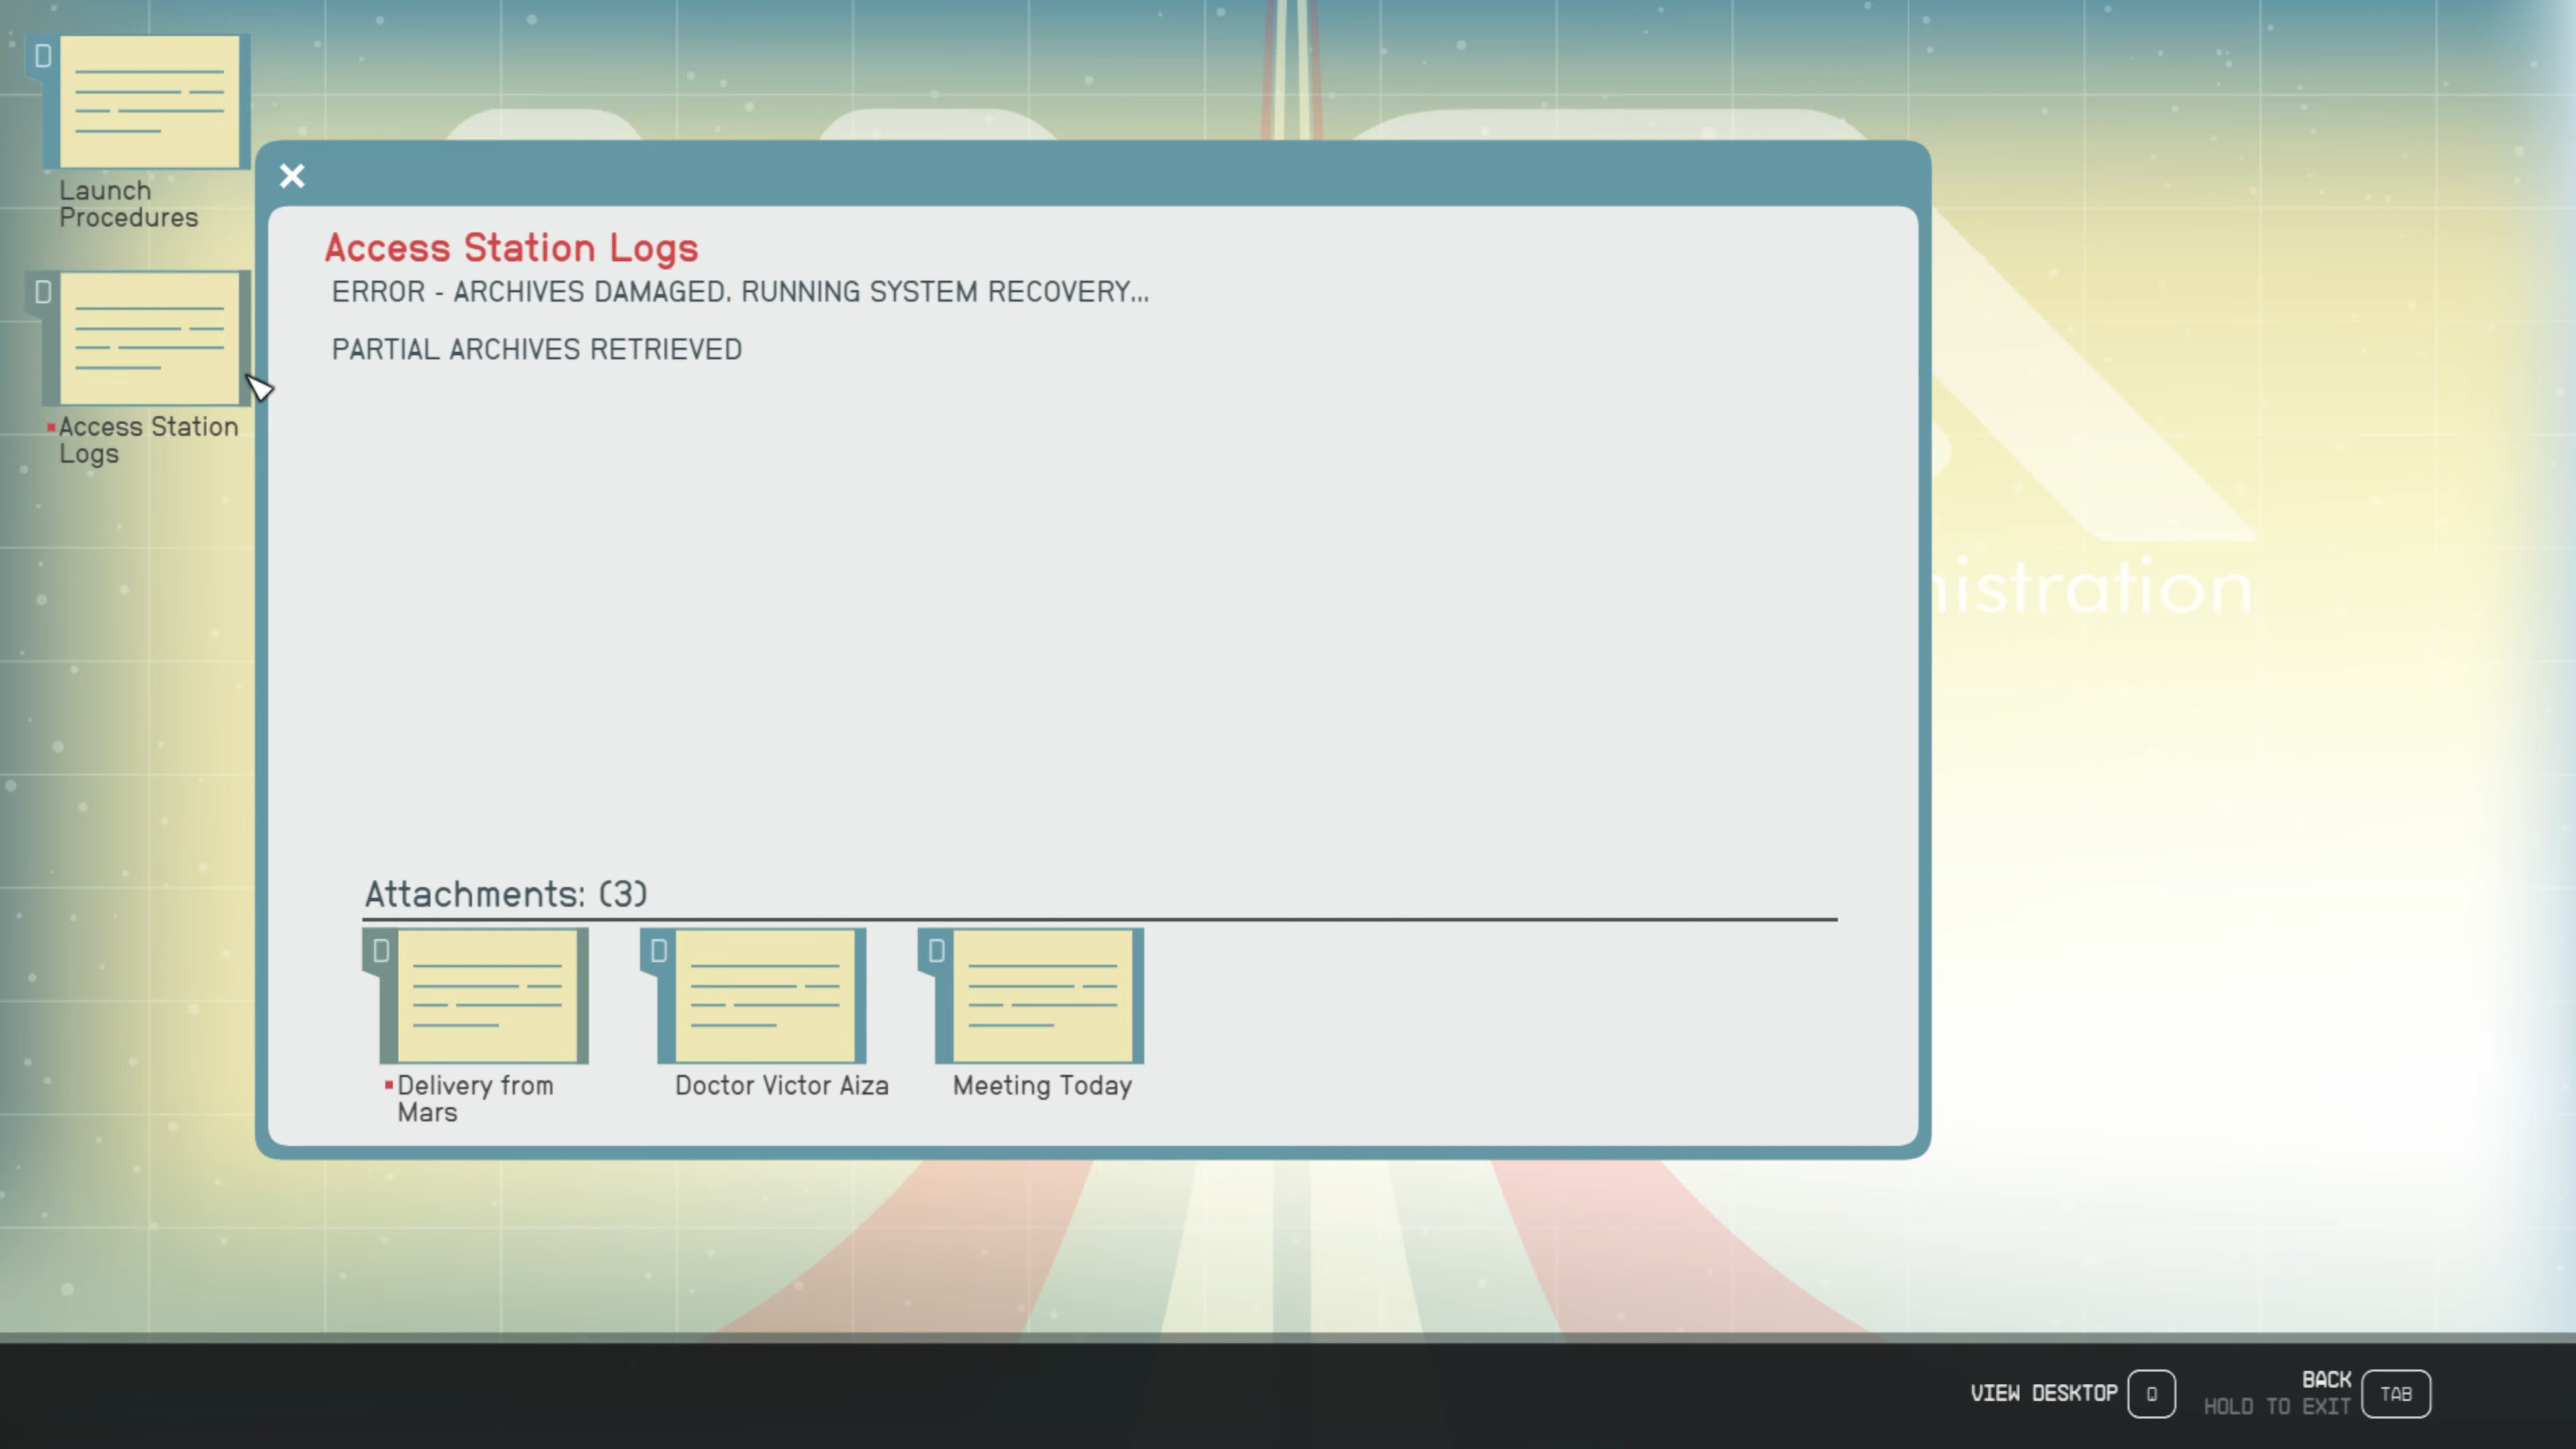 D
Launch
Procedures
D
Access Station
Logs
Access Station Logs
ERROR - ARCHIVES DAMAGED. RUNNING SYSTEM RECOVERY...
PARTIAL ARCHIVES RETRIEVED
nistration
Attachments: (3)
D
Delivery from
Mars
D
Doctor Victor Aiza
D
Meeting Today
VIEW DESKTOP Q
BACK
HOLD TO EXIT TAB